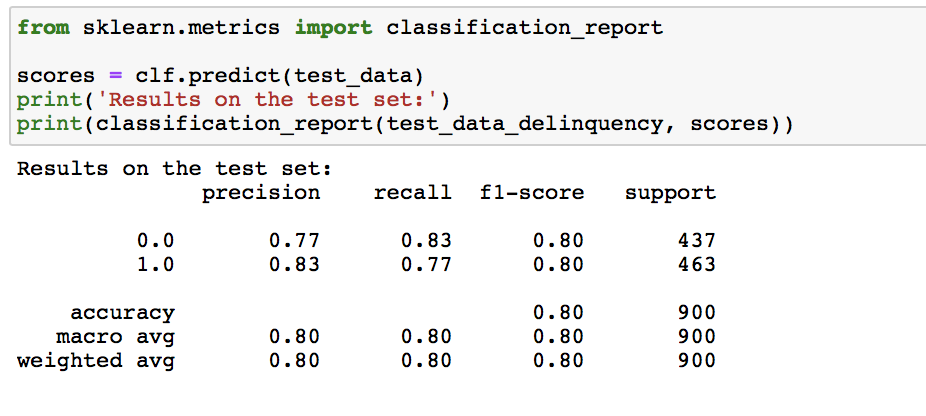 from sklearn.metrics import classification_report
scores = clf.predict(test_data)
print('Results on the test set:')
print(classification_report(test_data_delinquency, scores))
Results on the test set:
precision recall f1-score support
0.0 0.77 0.83 0.80 437
1.0 0.83 0.77 0.80 463
accuracy 0.80 900
macro avg 0.80 0.80 0.80 900
weighted avg 0.80 0.80 0.80 900